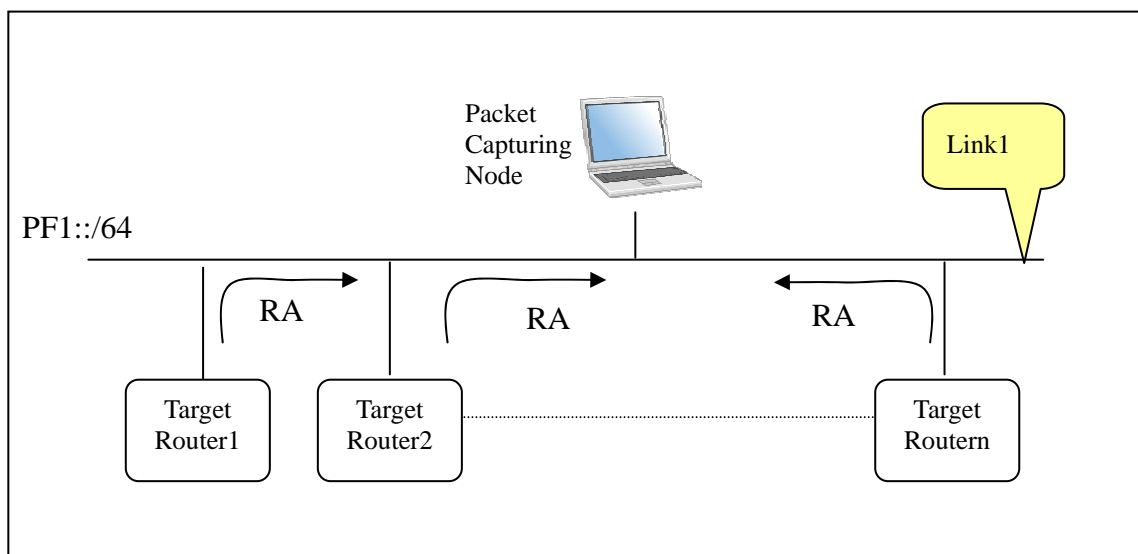 Packet
Capturing
Node
Link1
PF1::/64
RA
RA
RA
Target
Router1
Target
Router2
Target
Routern